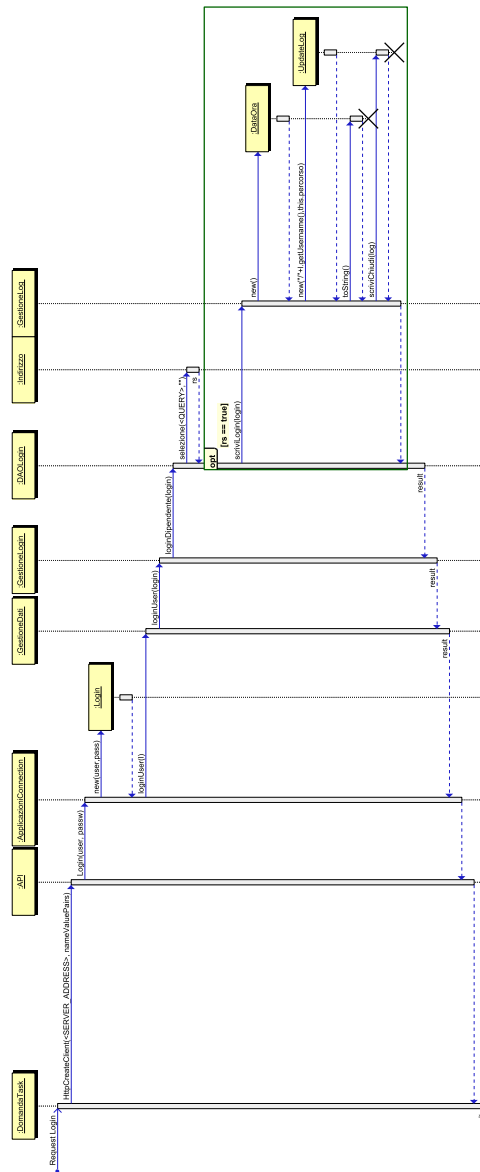 :DomandaTask
:API
:ApplicazioniConnection
:Login
:GestioneDati
:GestioneLogin
:DAOLogin
:Indirizzo
:GestioneLog
:DataOra
:UpdateLog
Request Login
HttpCreateClient(<SERVER_ADDRESS>, nameValuePairs)
Login(user, passw)
new(user,pass)
loginUser(l)
loginUser(login)
loginDipendente(login)
selezione(<QUERY>,"")
rs
opt
[rs == true]
scriviLogin(login)
new()
new("/"+l.getUsername(),this.percorso)
toString()
scriviChiudi(log)
result
result
result